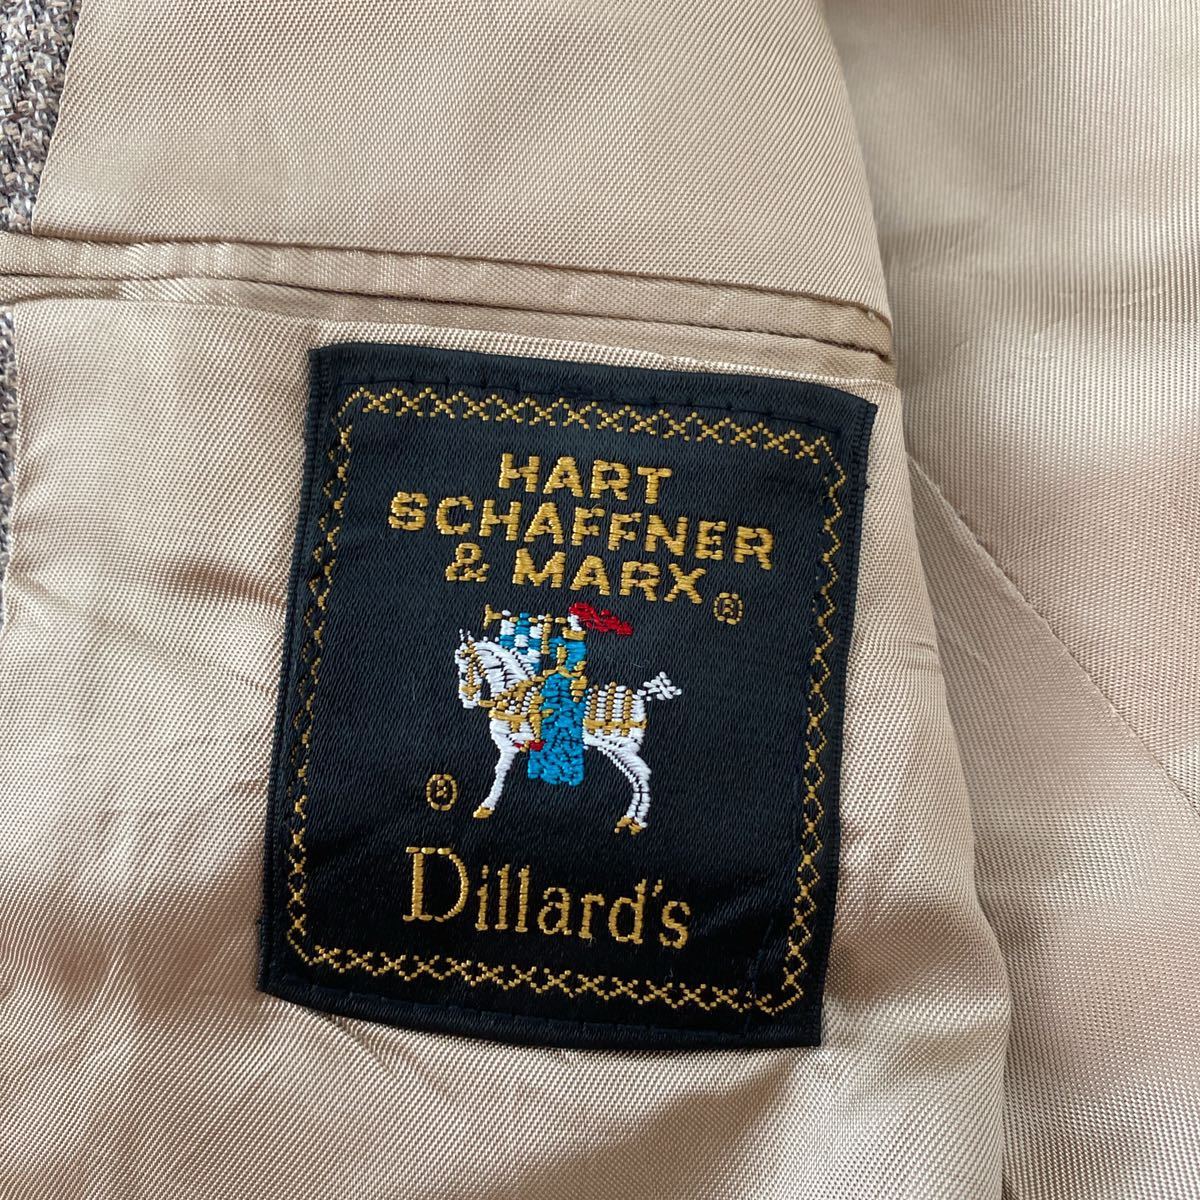 HART
SCHAFFNER
& MARX®
®
Dillard's